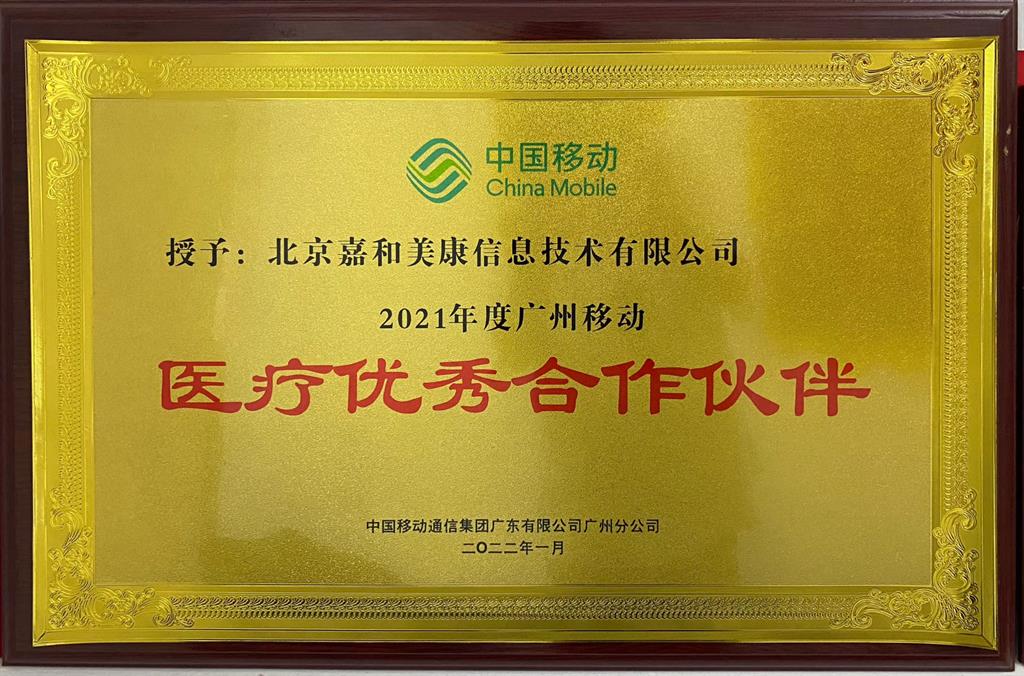 中国移动
China Mobile
授予：北京嘉和美康信息技术有限公司
2021年度广州移动
医疗优秀合作伙伴
中国移动通信集团广东有限公司广州分公司
二〇二二年一月